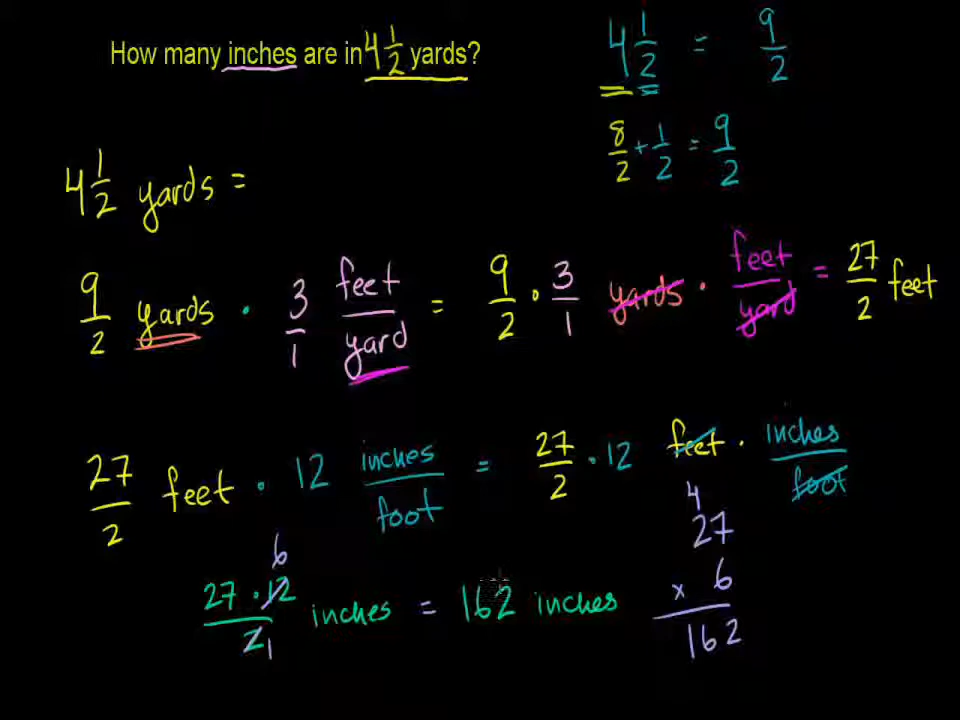 How many inches are in 4 1/2 yards?
4 1/2 = 9/2
8/2 + 1/2 = 9/2
4 1/2 yards =
9/2 yards · 3/1 feet/yard = 9/2 · 3/1 yards · feet/yard = 27/2 feet
27/2 feet · 12 inches/foot = 27/2 · 12 feet · inches/foot
6
27 · 12 / 2 1 inches = 162 inches
4
27
x 6
162